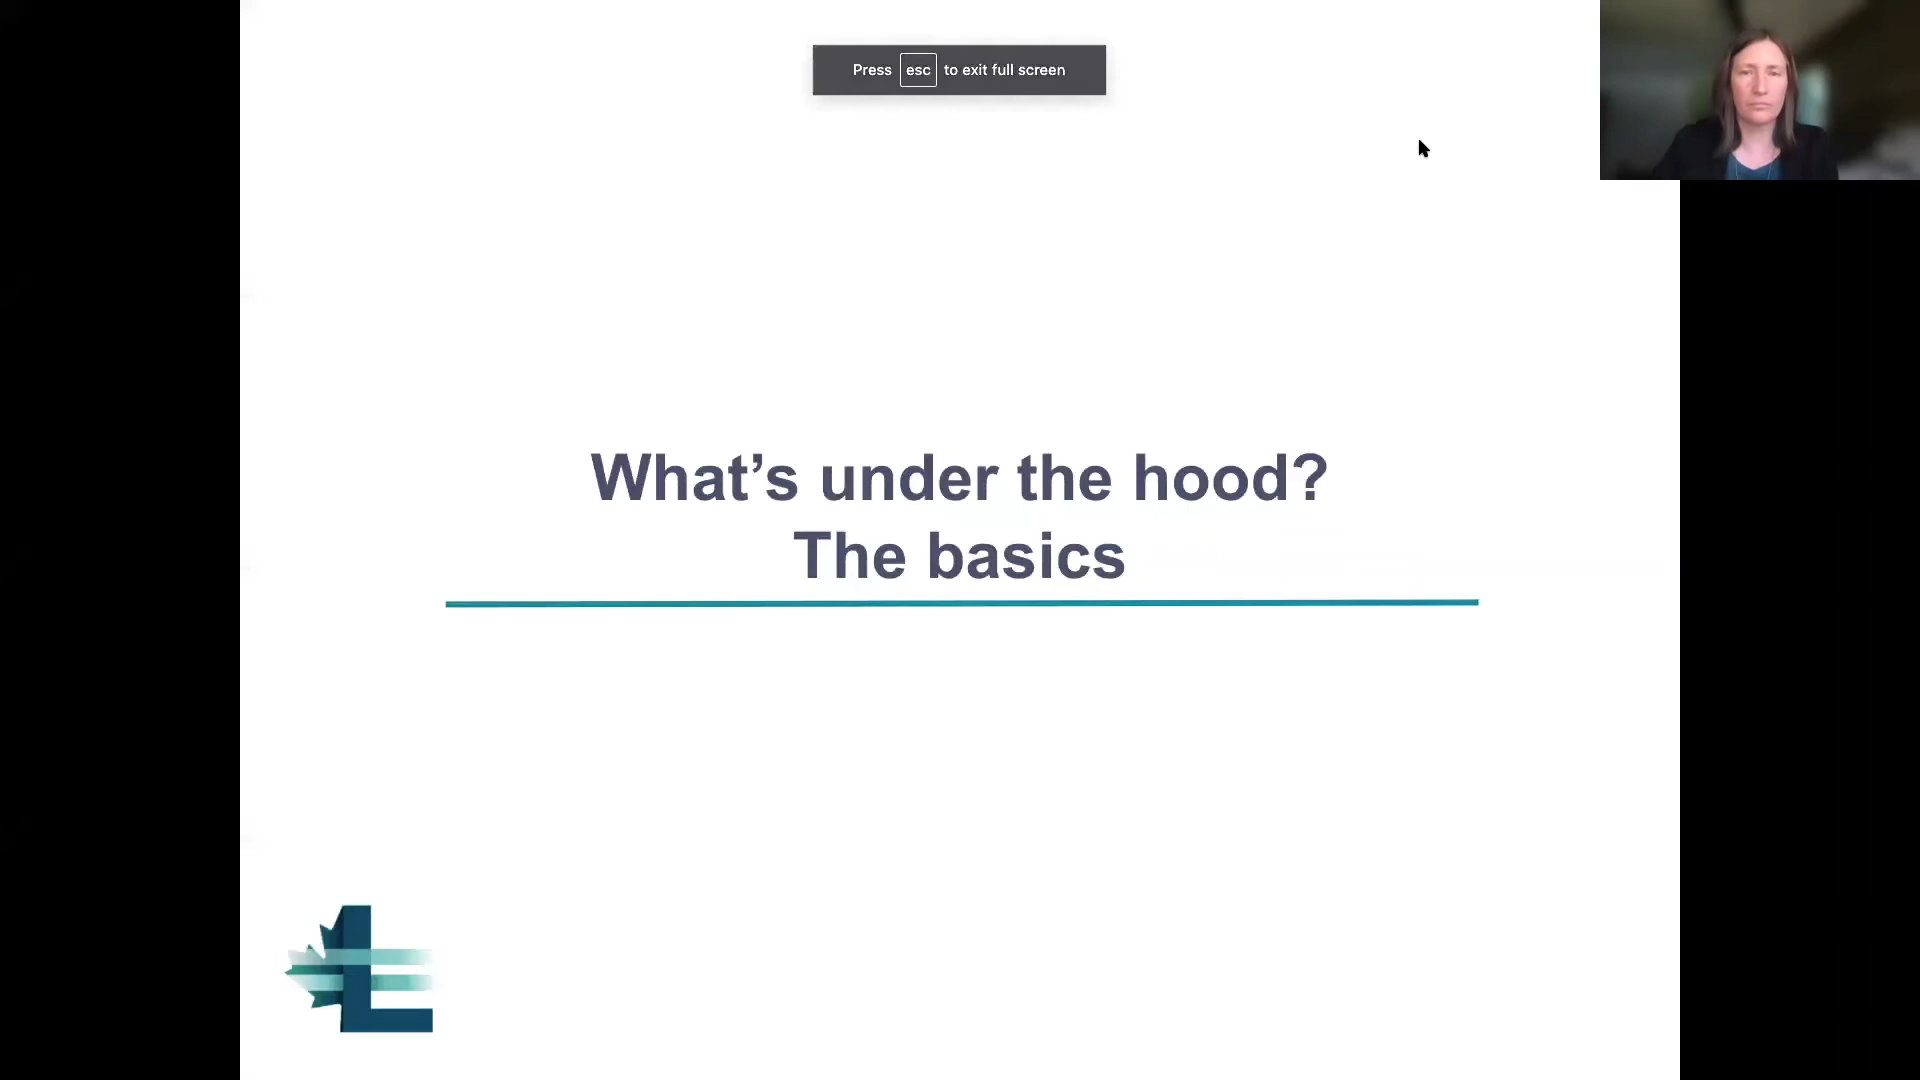 Press esc to exit full screen
What’s under the hood?
The basics
L